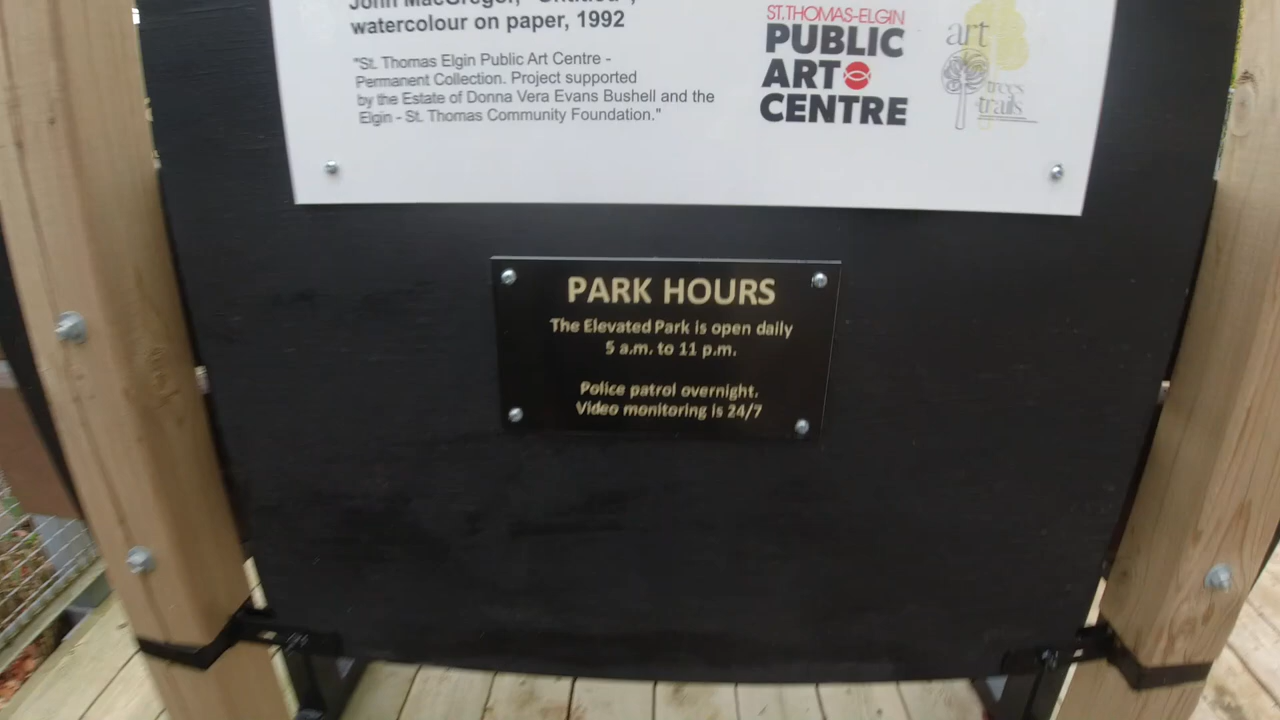 John MacGregor, "Untitled",
watercolour on paper, 1992
"St. Thomas Elgin Public Art Centre -
Permanent Collection. Project supported
by the Estate of Donna Vera Evans Bushell and the
Elgin - St. Thomas Community Foundation."
ST.THOMAS-ELGIN
PUBLIC
ART
CENTRE
art
trees
trails
PARK HOURS
The Elevated Park is open daily
5 a.m. to 11 p.m.
Police patrol overnight.
Video monitoring is 24/7